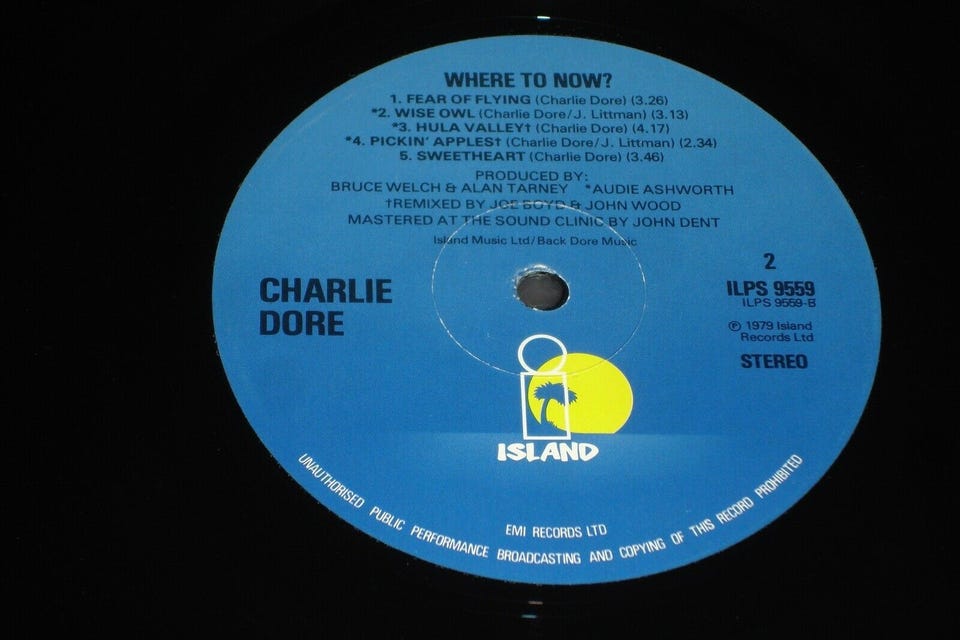 WHERE TO NOW?
1. FEAR OF FLYING (Charlie Dore) (3.26)
*2. WISE OWL (Charlie Dore/J. Littman) (3.13)
*3. HULA VALLEY† (Charlie Dore) (4.17)
*4. PICKIN' APPLES† (Charlie Dore/J. Littman) (2.34)
5. SWEETHEART (Charlie Dore) (3.46)
PRODUCED BY:
BRUCE WELCH & ALAN TARNEY *AUDIE ASHWORTH
†REMIXED BY JOE BOYD & JOHN WOOD
MASTERED AT THE SOUND CLINIC BY JOHN DENT
Island Music Ltd/Back Dore Music
CHARLIE
DORE
2
ILPS 9559
ILPS 9559-B
℗ 1979 Island
Records Ltd
STEREO
ISLAND
EMI RECORDS LTD
UNAUTHORISED PUBLIC PERFORMANCE BROADCASTING AND COPYING OF THIS RECORD PROHIBITED